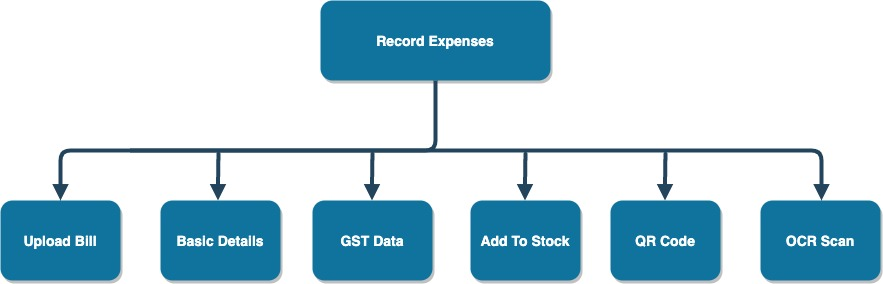 Record Expenses
Upload Bill
Basic Details
GST Data
Add To Stock
QR Code
OCR Scan